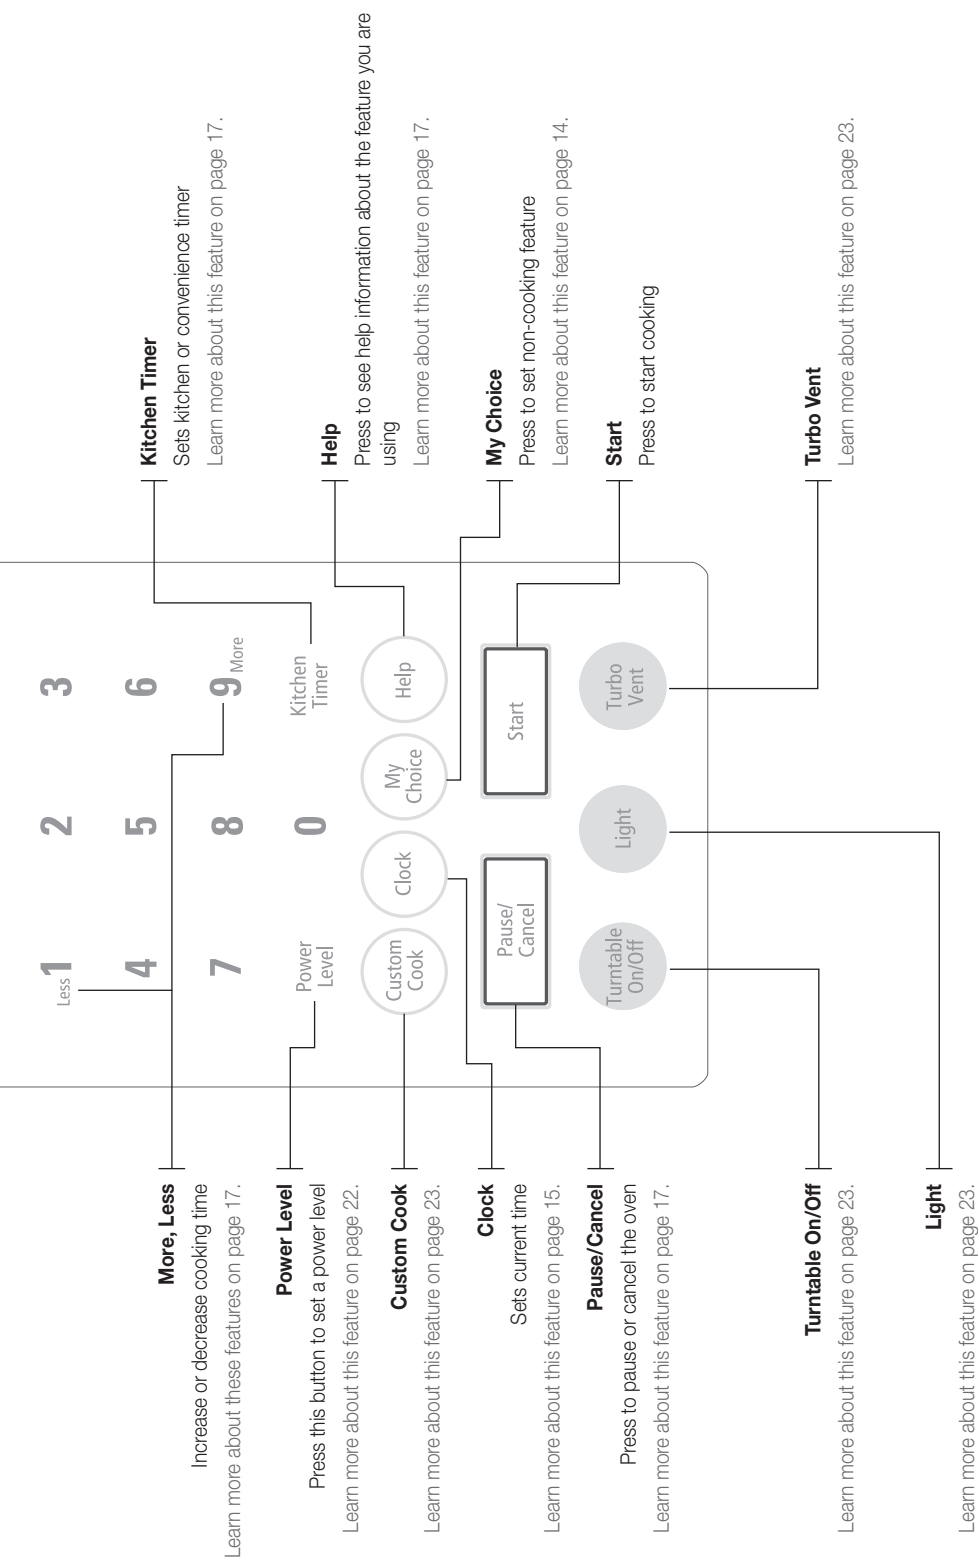 More, Less
Increase or decrease cooking time
Learn more about these features on page 17.
Power Level
Press this button to set a power level
Learn more about this feature on page 22.
Custom Cook
Learn more about this feature on page 23.
Clock
Sets current time
Learn more about this feature on page 15.
Pause/Cancel
Press to pause or cancel the oven
Learn more about this feature on page 17.
Turntable On/Off
Learn more about this feature on page 23.
Light
Learn more about this feature on page 23.
Less 1 2 3
4 5 6
7 8 9 More
Power
Level
0
Kitchen
Timer
Custom
Cook
Clock
My
Choice
Help
Pause/
Cancel
Start
Turntable
On/Off
Light
Turbo
Vent
Kitchen Timer
Sets kitchen or convenience timer
Learn more about this feature on page 17.
Help
Press to see help information about the feature you are
using
Learn more about this feature on page 17.
My Choice
Press to set non-cooking feature
Learn more about this feature on page 14.
Start
Press to start cooking
Turbo Vent
Learn more about this feature on page 23.